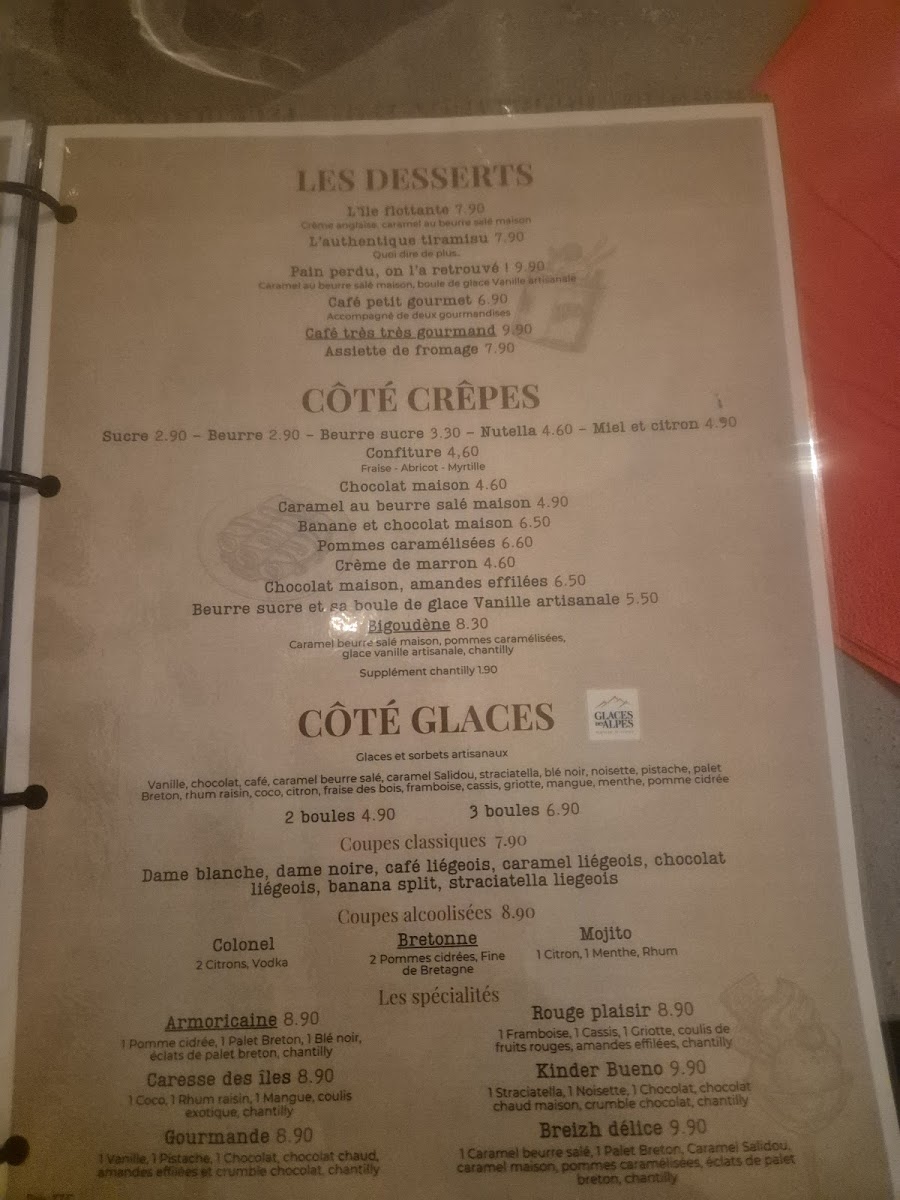 LES DESSERTS
L'île flottante 7.90
Crème anglaise, caramel au beurre salé maison
L'authentique tiramisu 7.90
Quoi dire de plus..
Pain perdu, on l'a retrouvé ! 9.90
Caramel au beurre salé maison, boule de glace Vanille artisanale
Café petit gourmet 6.90
Accompagné de deux gourmandises
Café très très gourmand 9.90
Assiette de fromage 7.90
CÔTÉ CRÊPES
Sucre 2.90 – Beurre 2.90 – Beurre sucre 3.30 – Nutella 4.60 – Miel et citron 4.90
Confiture 4,60
Fraise - Abricot - Myrtille
Chocolat maison 4.60
Caramel au beurre salé maison 4.90
Banane et chocolat maison 6.50
Pommes caramélisées 6.60
Crème de marron 4.60
Chocolat maison, amandes effilées 6.50
Beurre sucre et sa boule de glace Vanille artisanale 5.50
Bigoudène 8.30
Caramel beurre salé maison, pommes caramélisées,
glace vanille artisanale, chantilly
Supplément chantilly 1.90
CÔTÉ GLACES
GLACES
DES ALPES
Glaces et sorbets artisanaux
Vanille, chocolat, café, caramel beurre salé, caramel Salidou, straciatella, blé noir, noisette, pistache, palet
Breton, rhum raisin, coco, citron, fraise des bois, framboise, cassis, griotte, mangue, menthe, pomme cidrée
2 boules 4.90 3 boules 6.90
Coupes classiques 7.90
Dame blanche, dame noire, café liégeois, caramel liégeois, chocolat
liégeois, banana split, straciatella liegeois
Coupes alcoolisées 8.90
Colonel
2 Citrons, Vodka
Bretonne
2 Pommes cidrées, Fine
de Bretagne
Mojito
1 Citron, 1 Menthe, Rhum
Les spécialités
Armoricaine 8.90
1 Pomme cidrée, 1 Palet Breton, 1 Blé noir,
éclats de palet breton, chantilly
Rouge plaisir 8.90
1 Framboise, 1 Cassis, 1 Griotte, coulis de
fruits rouges, amandes effilées, chantilly
Caresse des îles 8.90
1 Coco, 1 Rhum raisin, 1 Mangue, coulis
exotique, chantilly
Kinder Bueno 9.90
1 Straciatella, 1 Noisette, 1 Chocolat, chocolat
chaud maison, crumble chocolat, chantilly
Gourmande 8.90
1 Vanille, 1 Pistache, 1 Chocolat, chocolat chaud,
amandes effilées et crumble chocolat, chantilly
Breizh délice 9.90
1 Caramel beurre salé, 1 Palet Breton, Caramel Salidou,
caramel maison, pommes caramélisées, éclats de palet
breton, chantilly